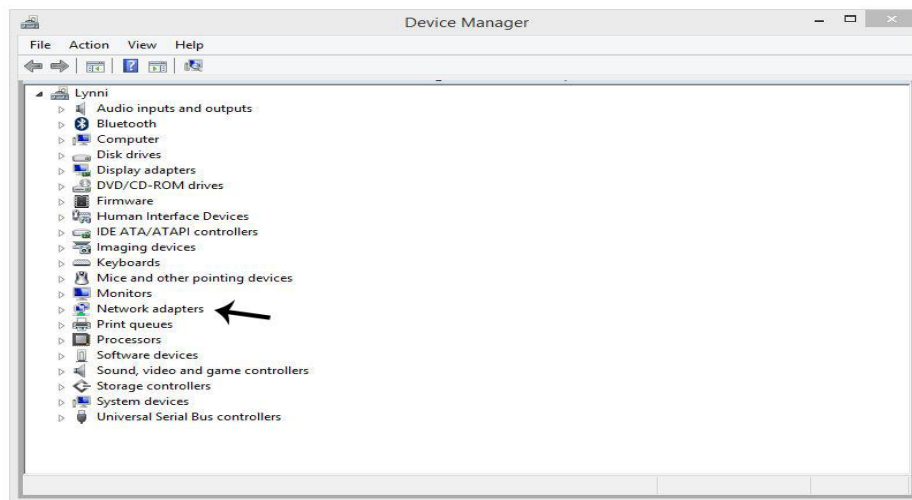 Device Manager
File Action View Help
Lynni
Audio inputs and outputs
Bluetooth
Computer
Disk drives
Display adapters
DVD/CD-ROM drives
Firmware
Human Interface Devices
IDE ATA/ATAPI controllers
Imaging devices
Keyboards
Mice and other pointing devices
Monitors
Network adapters
Print queues
Processors
Software devices
Sound, video and game controllers
Storage controllers
System devices
Universal Serial Bus controllers